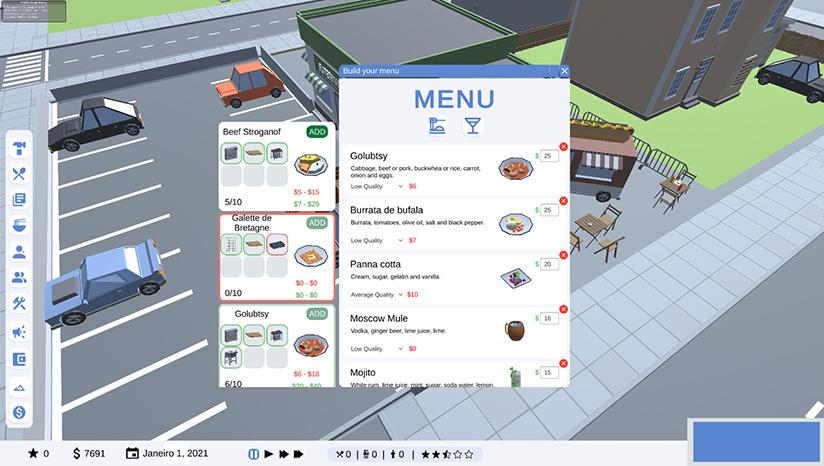 Build your menu
MENU
Beef Stroganof
ADD
5/10
$5 - $15
$7 - $29
Galette de
Bretagne
ADD
0/10
$0 - $0
$0 - $0
Golubtsy
ADD
6/10
$6 - $18
$20 - $40
Golubtsy
Cabbage, beef or pork, buckwhea or rice, carrot,
onion and eggs.
Low Quality $6
$ 25
Burrata de bufala
Burrata, tomatoes, olive oil, salt and black pepper.
Low Quality $7
$ 25
Panna cotta
Cream, sugar, gelatin and vanilla.
Average Quality $10
$ 20
Moscow Mule
Vodka, ginger beer, lime juice, lime.
Low Quality $0
$ 16
Mojito
White rum, lime juice, mint, sugar, soda water, lemon.
$ 15
0 $ 7691 Janeiro 1, 2021 0 | 0 | 0 |